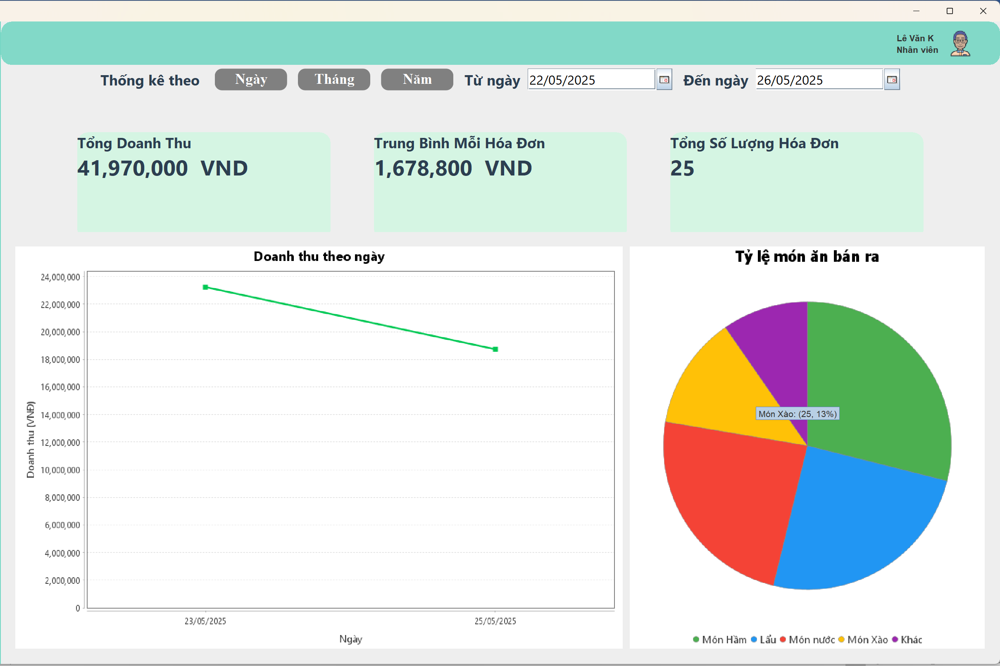 Lê Văn K
Nhân viên
Thống kê theo Ngày Tháng Năm Từ ngày 22/05/2025 Đến ngày 26/05/2025
Tổng Doanh Thu
41,970,000 VND
Trung Bình Mỗi Hóa Đơn
1,678,800 VND
Tổng Số Lượng Hóa Đơn
25
Doanh thu theo ngày
24,000,000
22,000,000
20,000,000
18,000,000
16,000,000
14,000,000
12,000,000
10,000,000
8,000,000
6,000,000
4,000,000
2,000,000
0
Doanh thu (VNĐ)
23/05/2025 25/05/2025
Ngày
Tỷ lệ món ăn bán ra
Món Xào: (25, 13%)
Món Hầm Lẩu Món nước Món Xào Khác